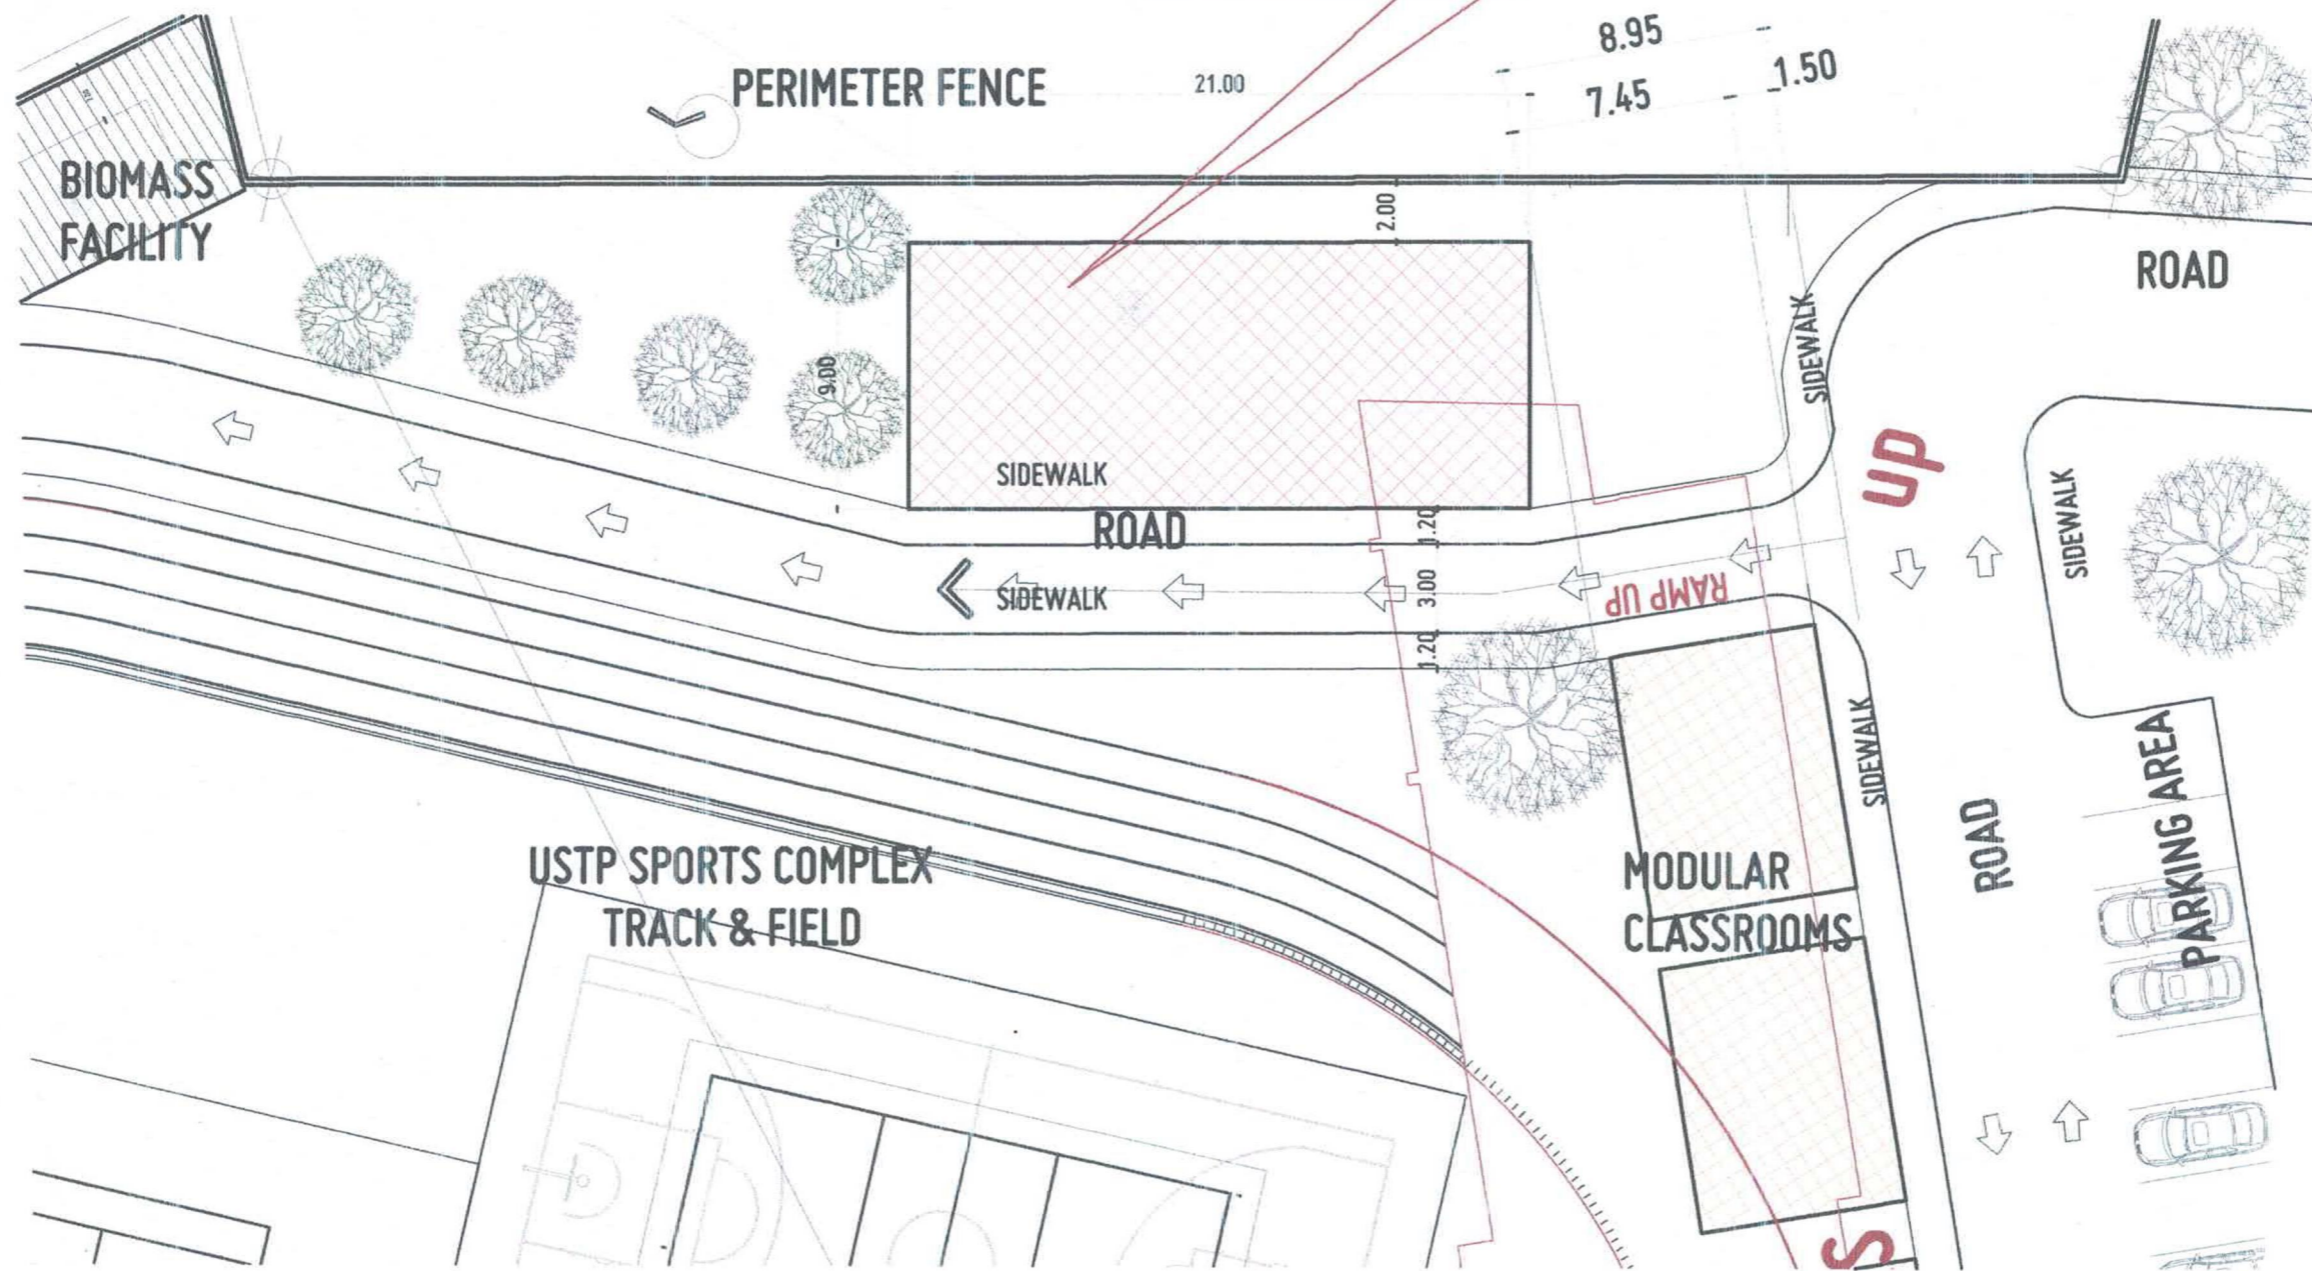 8.95
PERIMETER FENCE
21.00
7.45
1.50
BIOMASS
FACILITY
2.00
ROAD
SIDEWALK
9.00
up
SIDEWALK
SIDEWALK
1.20
ROAD
3.00
SIDEWALK
RAMP UP
1.20
SIDEWALK
PARKING AREA
ROAD
USTP SPORTS COMPLEX
TRACK & FIELD
MODULAR
CLASSROOMS
S